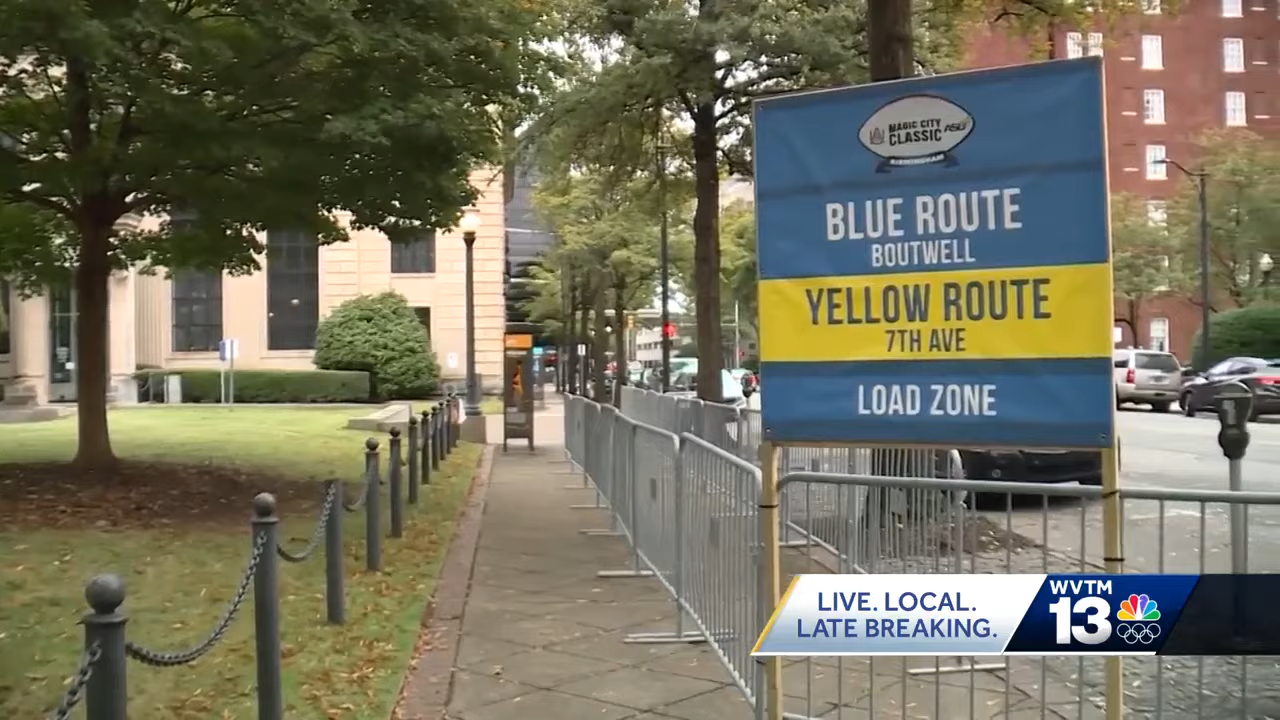 MAGIC CITY
CLASSIC
ASU
BIRMINGHAM
BLUE ROUTE
BOUTWELL
YELLOW ROUTE
7TH AVE
LOAD ZONE
LIVE. LOCAL.
LATE BREAKING.
WVTM
13